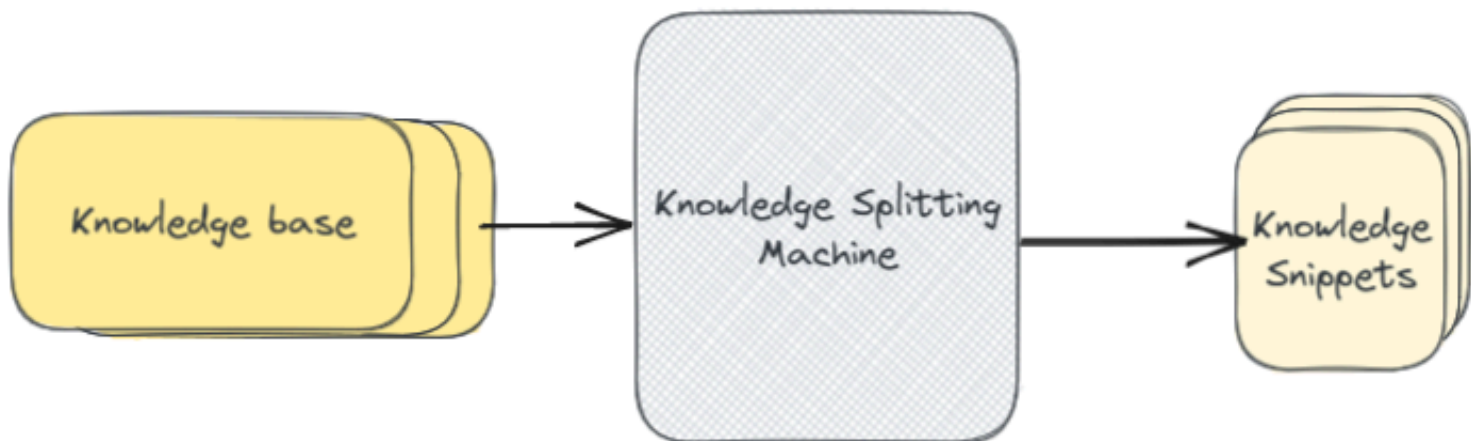 Knowledge base
Knowledge Splitting
Machine
Knowledge
Snippets